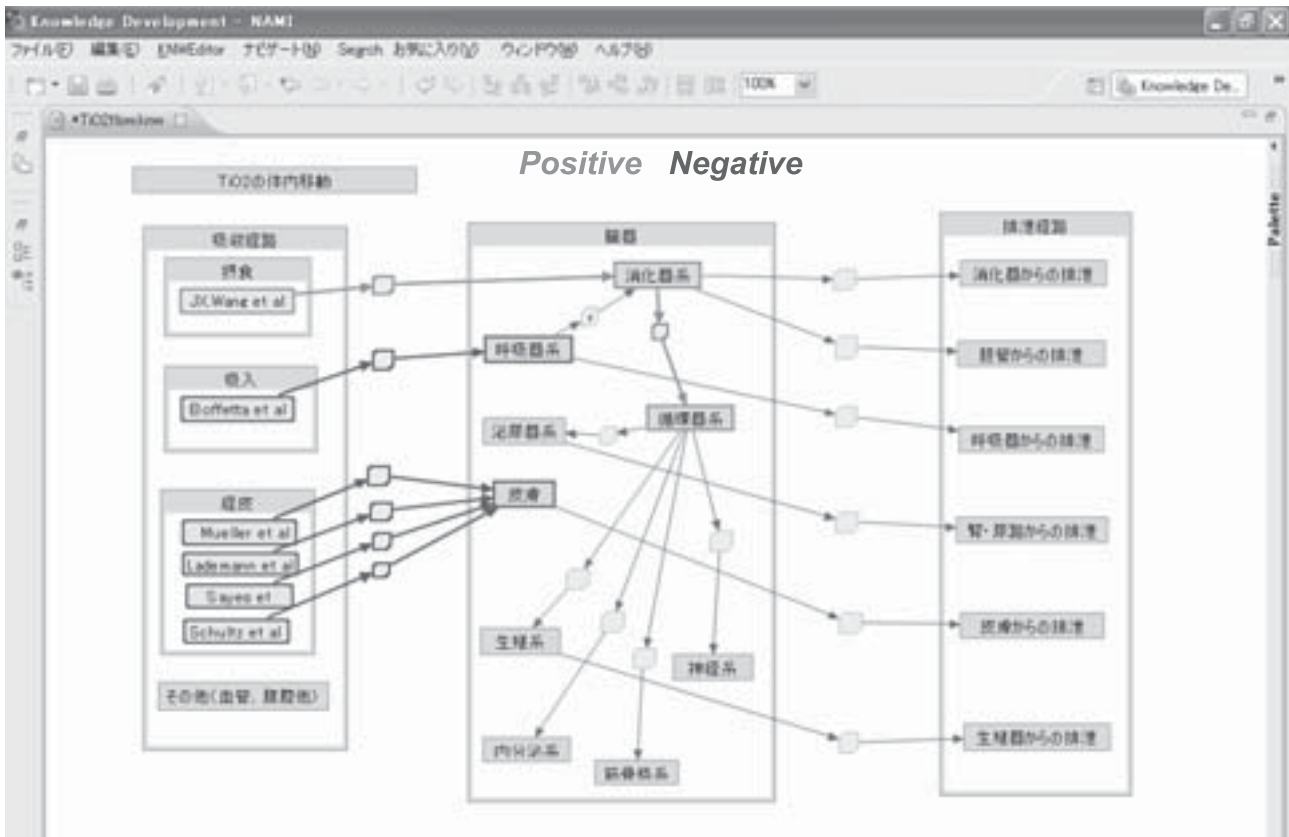 Knowledge Development - NAMI
ファイル(F) 編集(E) KNWEditor ナビゲート(N) Search お気に入り(V) ウィンドウ(W) ヘルプ(H)
100%
Knowledge De..
Palette
Positive Negative
TiO2の体内移動
吸収経路
摂食
J.X.Wang et al
吸入
Boffetta et al
経皮
Mueller et al
Lademann et al
Sayes et
Schultz et al
その他(血管、腹腔他)
臓器
消化器系
呼吸器系
循環器系
泌尿器系
皮膚
生殖系
神経系
内分泌系
筋骨格系
排泄経路
消化器からの排泄
胆管からの排泄
呼吸器からの排泄
腎・尿路からの排泄
皮膚からの排泄
生殖器からの排泄